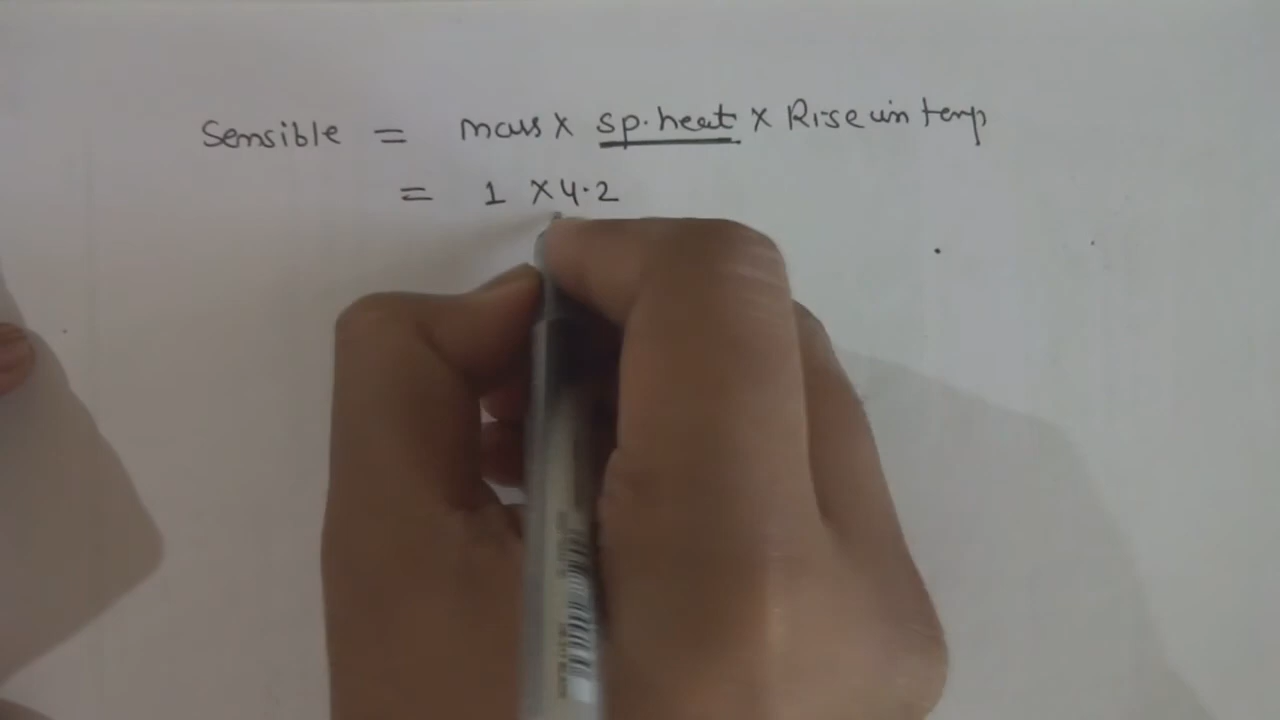 Sensible = mass x sp. heat x Rise in temp
= 1 x 4.2